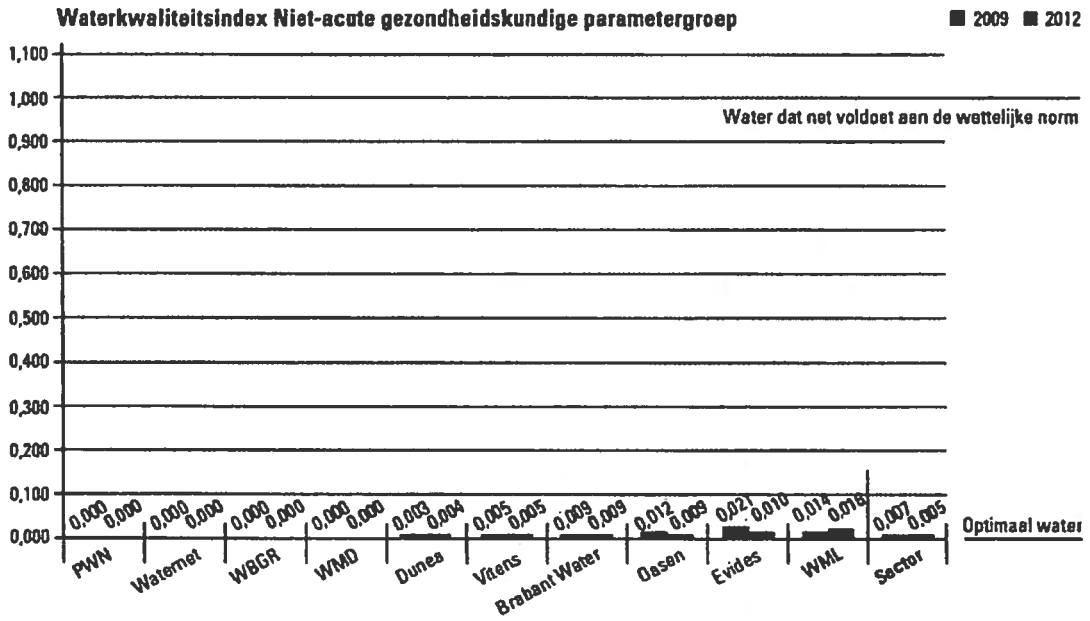 Waterkwaliteitsindex Niet-acute gezondheidskundige parametergroep
2009 2012
1,100
1,000
Water dat net voldoet aan de wettelijke norm
0,900
0,800
0,700
0,600
0,500
0,400
0,300
0,200
0,100
0,000 0,000 0,000 0,000 0,000 0,000 0,000 0,000 0,003 0,004 0,005 0,005 0,009 0,009 0,012 0,009 0,021 0,010 0,014 0,018 0,007 0,005
0,000
Optimaal water
PWN Waternet WBGR WMD Dunea Vitens Brabant Water Oasen Evides WML Sector